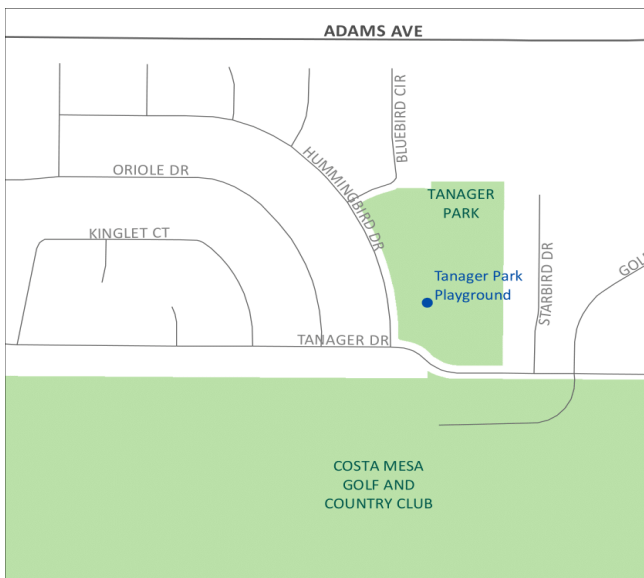 ADAMS AVE
BLUEBIRD CIR
HUMMINGBIRD DR
ORIOLE DR
TANAGER
PARK
KINGLET CT
STARBIRD DR
GOL
Tanager Park
Playground
TANAGER DR
COSTA MESA
GOLF AND
COUNTRY CLUB